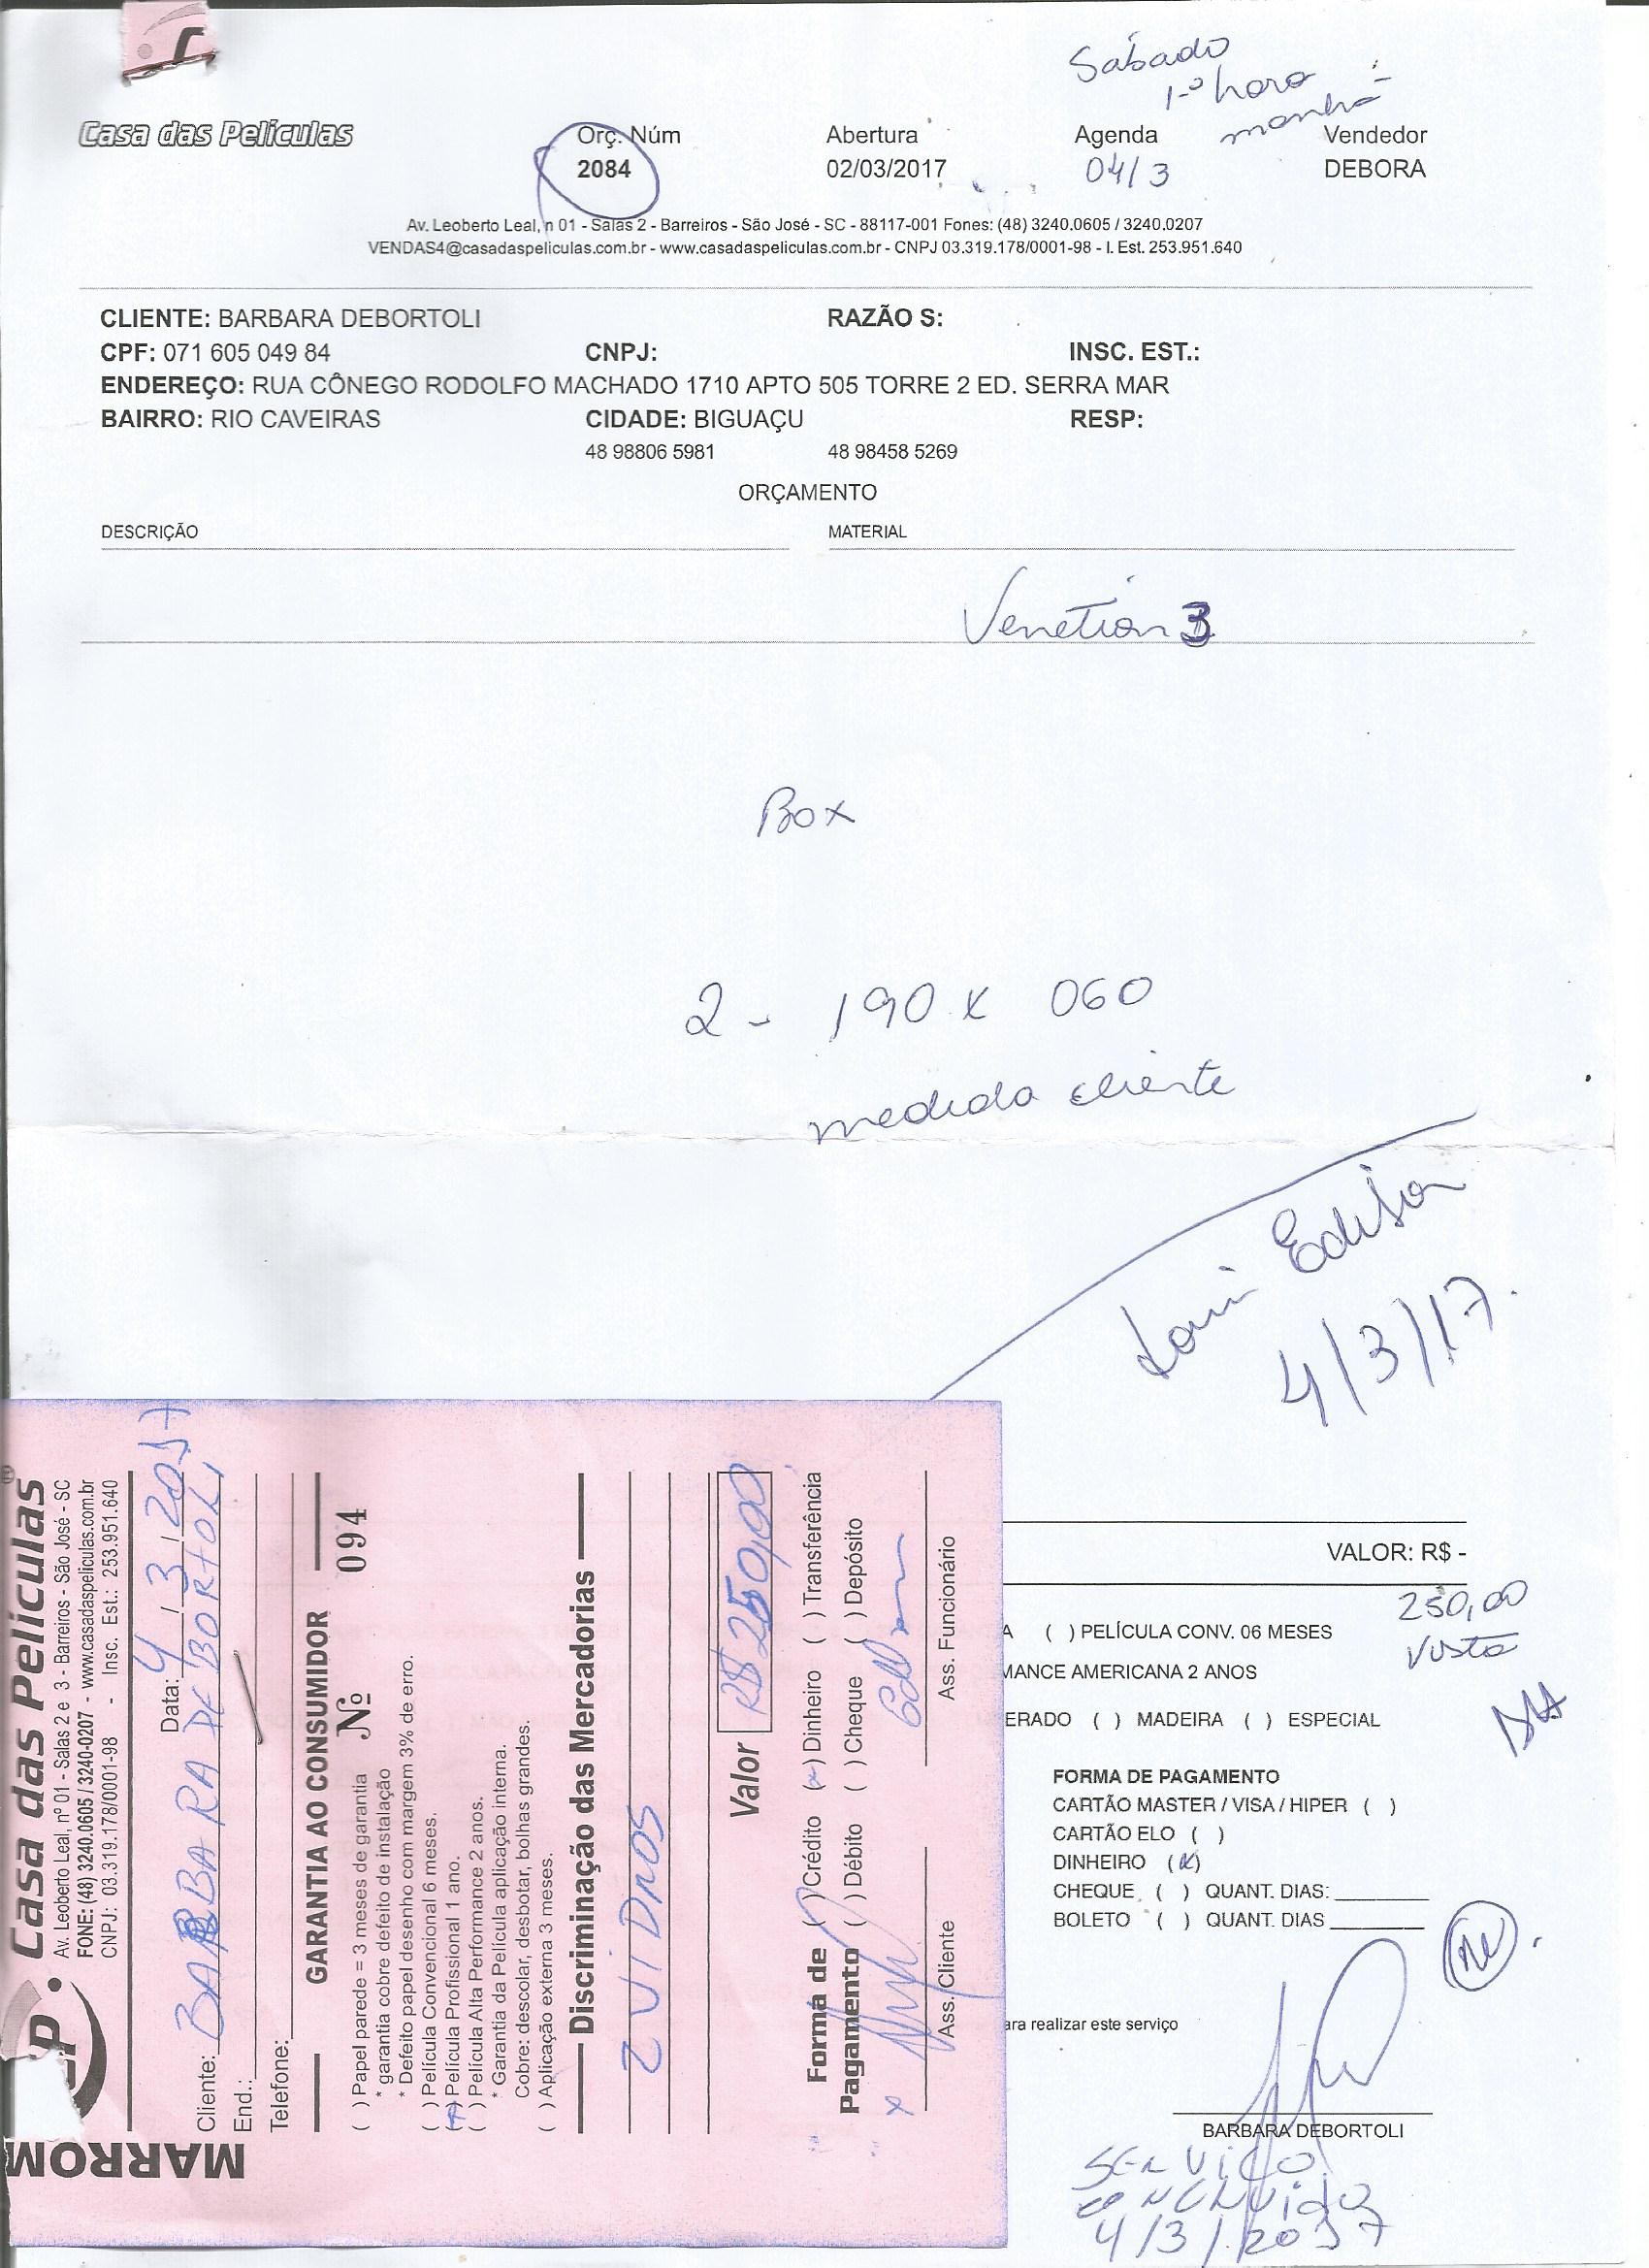 Sábado
1º hora
manhã
Casa das Películas
Orç. Núm Abertura Agenda Vendedor
2084 02/03/2017 04/3 DEBORA
Av. Leoberto Leal, n 01 - Salas 2 - Barreiros - São José - SC - 88117-001 Fones: (48) 3240.0605 / 3240.0207
VENDAS4@casadaspeliculas.com.br - www.casadaspeliculas.com.br - CNPJ 03.319.178/0001-98 - I. Est. 253.951.640
CLIENTE: BARBARA DEBORTOLI RAZÃO S:
CPF: 071 605 049 84 CNPJ: INSC. EST.:
ENDEREÇO: RUA CÔNEGO RODOLFO MACHADO 1710 APTO 505 TORRE 2 ED. SERRA MAR
BAIRRO: RIO CAVEIRAS CIDADE: BIGUAÇU RESP:
48 98806 5981 48 98458 5269
ORÇAMENTO
DESCRIÇÃO MATERIAL
Venetian 3
Box
2 - 190 x 060
medida cliente
Edison
4/3/17
VALOR: R$ -
250,00
Vista
A ( ) PELÍCULA CONV. 06 MESES
MANCE AMERICANA 2 ANOS
ERADO ( ) MADEIRA ( ) ESPECIAL
FORMA DE PAGAMENTO
CARTÃO MASTER / VISA / HIPER ( )
CARTÃO ELO ( )
DINHEIRO (x)
CHEQUE ( ) QUANT. DIAS:
BOLETO ( ) QUANT. DIAS
ara realizar este serviço
BARBARA DEBORTOLI
SERVIÇO
CONCLUIDO
4/3/2017
Casa das Películas
Av. Leoberto Leal, nº 01 - Salas 2 e 3 - Barreiros - São José - SC
FONE: (48) 3240.0605 / 3240-0207 - www.casadaspeliculas.com.br
CNPJ: 03.319.178/0001-98 - Insc. Est.: 253.951.640
Data: 4 3 2017
Cliente: BARBARA DE BORTOLI
End.:
Telefone:
GARANTIA AO CONSUMIDOR
Nº 094
( ) Papel parede = 3 meses de garantia
* garantia cobre defeito de instalação
* Defeito papel desenho com margem 3% de erro.
( ) Película Convencional 6 meses.
(x) Película Profissional 1 ano.
( ) Película Alta Performance 2 anos.
* Garantia da Película aplicação interna.
Cobre: descolar, desbotar, bolhas grandes.
( ) Aplicação externa 3 meses.
Discriminação das Mercadorias
2 VIDROS
Valor R$ 250,00
Forma de Pagamento ( ) Crédito (x) Dinheiro ( ) Transferência
( ) Débito ( ) Cheque ( ) Depósito
x
Ass. Cliente Ass. Funcionário
MARROM